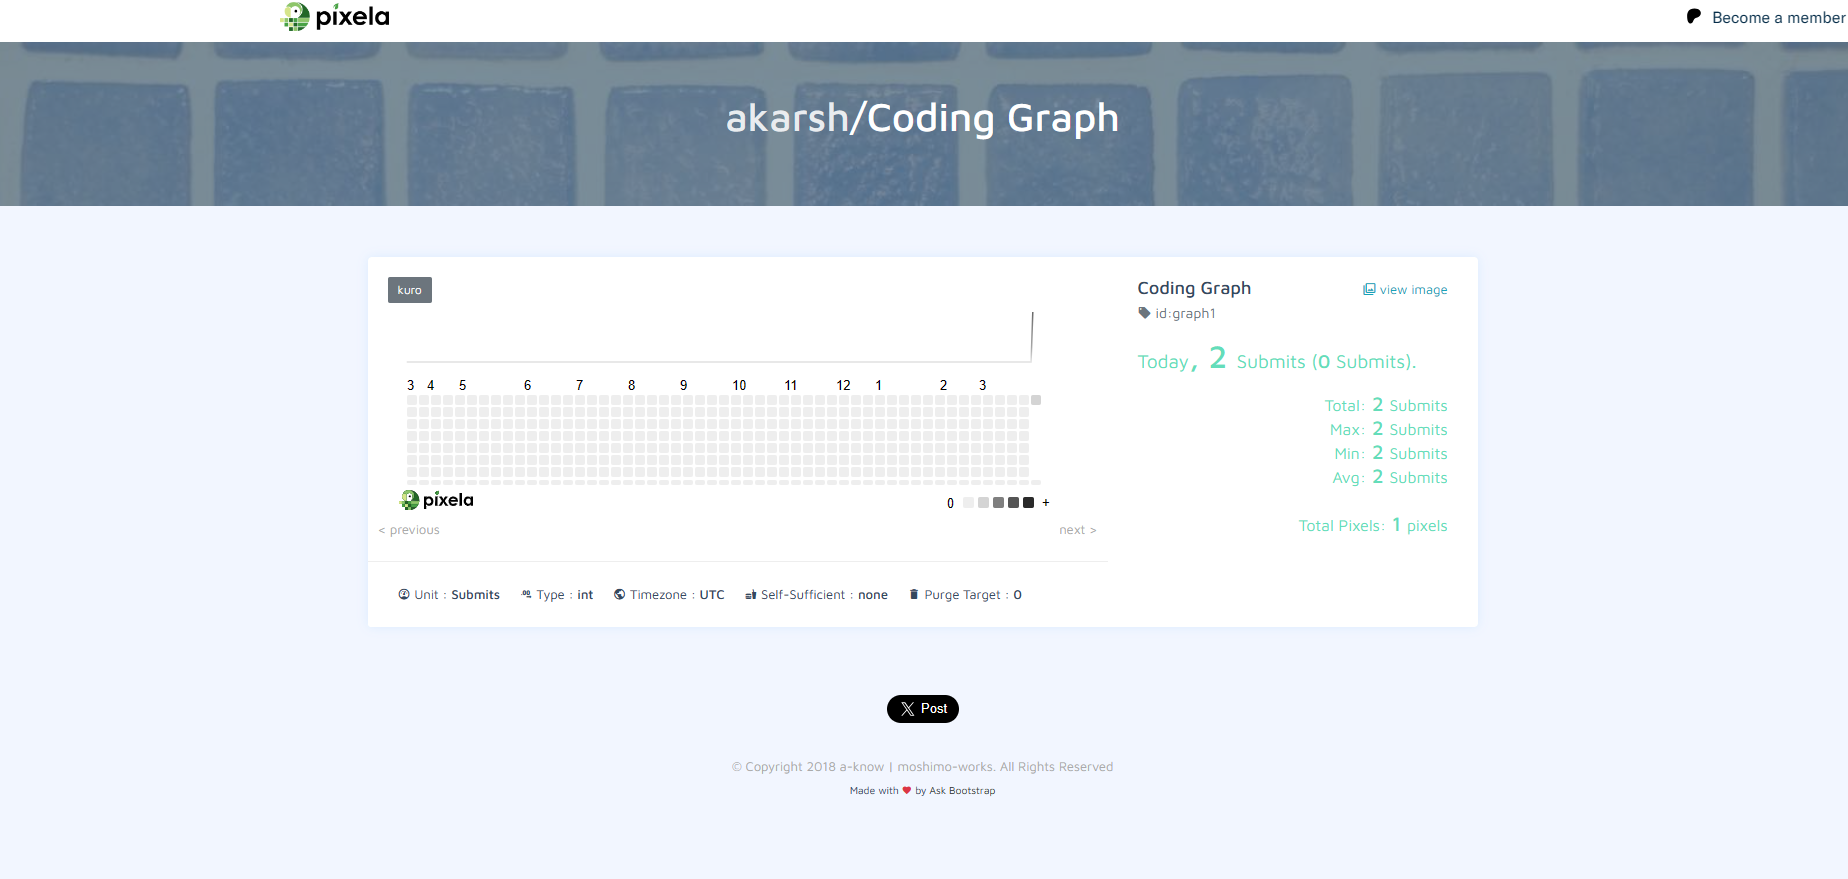 pixela
Become a member
akarsh/Coding Graph
kuro
3 4 5 6 7 8 9 10 11 12 1 2 3
pixela
0 +
< previous
next >
Unit : Submits Type : int Timezone : UTC Self-Sufficient : none Purge Target : 0
Coding Graph
view image
id:graph1
Today, 2 Submits (0 Submits).
Total: 2 Submits
Max: 2 Submits
Min: 2 Submits
Avg: 2 Submits
Total Pixels: 1 pixels
Post
© Copyright 2018 a-know | moshimo-works. All Rights Reserved
Made with ❤ by Ask Bootstrap